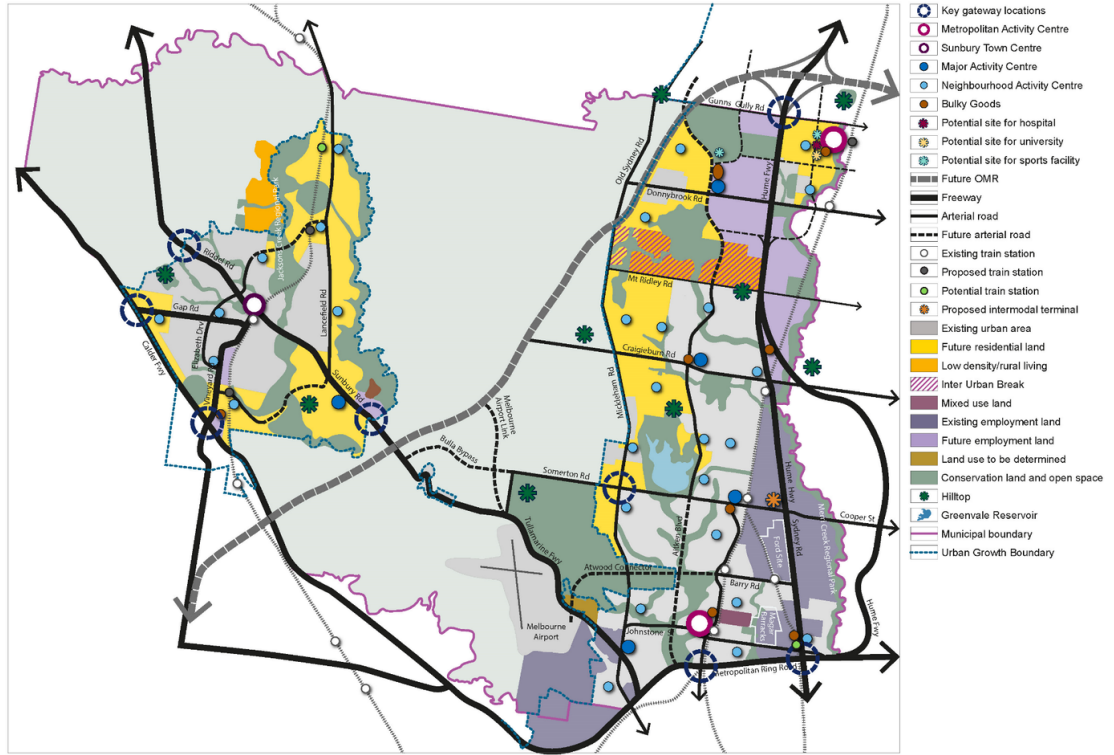 Key gateway locations
Metropolitan Activity Centre
Sunbury Town Centre
Major Activity Centre
Neighbourhood Activity Centre
Bulky Goods
Potential site for hospital
Potential site for university
Potential site for sports facility
Future OMR
Freeway
Arterial road
Future arterial road
Existing train station
Proposed train station
Potential train station
Proposed intermodal terminal
Existing urban area
Future residential land
Low density/rural living
Inter Urban Break
Mixed use land
Existing employment land
Future employment land
Land use to be determined
Conservation land and open space
Hilltop
Greenvale Reservoir
Municipal boundary
Urban Growth Boundary
Gunns Gully Rd
Old Sydney Rd
Hume Fwy
Donnybrook Rd
Mt Ridley Rd
Riddell Rd
Gap Rd
Elizabeth Drv
Lancefield Rd
Calder Fwy
Sunbury Rd
Craigieburn Rd
Mickleham Rd
Melbourne
Airport Link
Bulla Bypass
Somerton Rd
Hume Hwy
Cooper St
Tullamarine Fwy
Aitken Blvd
Ford Site
Sydney Rd
Merri Creek Regional Park
Atwood Connector
Barry Rd
Hume Fwy
Melbourne
Airport
Johnstone
Maygar
Barracks
Metropolitan Ring Road